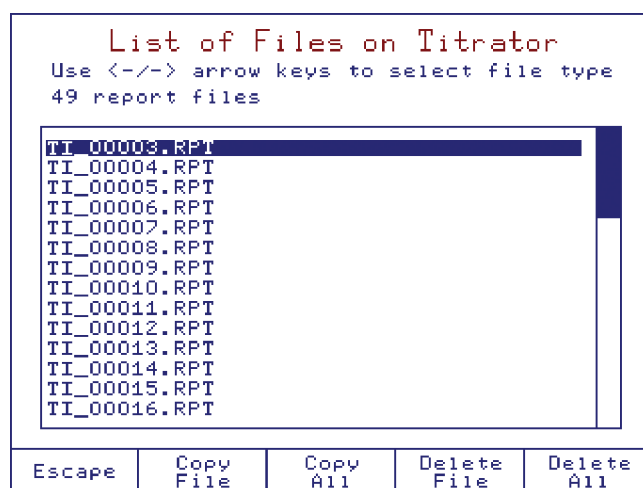 List of Files on Titrator
Use <-/-> arrow keys to select file type
49 report files
TI_00003.RPT
TI_00004.RPT
TI_00005.RPT
TI_00006.RPT
TI_00007.RPT
TI_00008.RPT
TI_00009.RPT
TI_00010.RPT
TI_00011.RPT
TI_00012.RPT
TI_00013.RPT
TI_00014.RPT
TI_00015.RPT
TI_00016.RPT
Escape
Copy
File
Copy
All
Delete
File
Delete
All